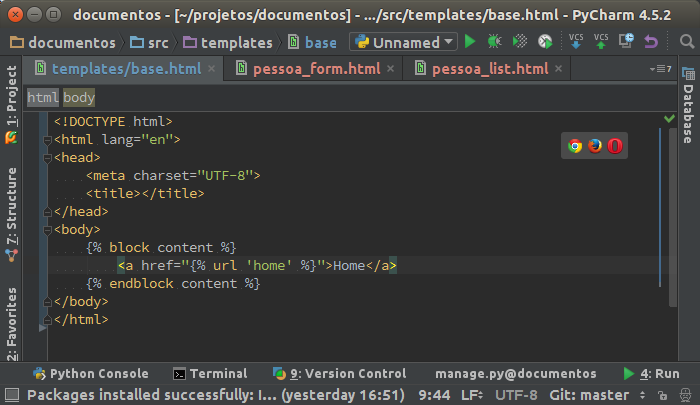 documentos - [~/projetos/documentos] - .../src/templates/base.html - PyCharm 4.5.2
documentos src templates base Unnamed VCS VCS
templates/base.html pessoa_form.html pessoa_list.html 7
html body
1: Project
7: Structure
2: Favorites
Database
<!DOCTYPE html>
<html lang="en">
<head>
<meta charset="UTF-8">
<title></title>
</head>
<body>
{% block content %}
<a href="{% url 'home' %}">Home</a>
{% endblock content %}
</body>
</html>
Python Console Terminal 9: Version Control manage.py@documentos 4: Run
Packages installed successfully: I... (yesterday 16:51) 9:44 LF÷ UTF-8 Git: master